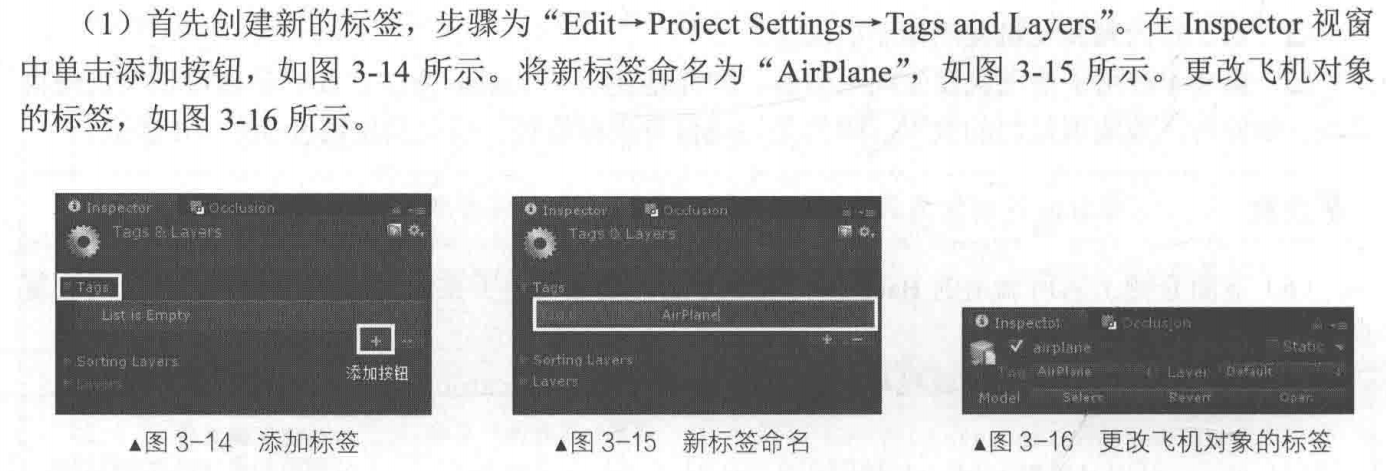 （1）首先创建新的标签，步骤为“Edit→Project Settings→Tags and Layers”。在 Inspector 视窗
中单击添加按钮，如图 3-14 所示。将新标签命名为“AirPlane”，如图 3-15 所示。更改飞机对象
的标签，如图 3-16 所示。
Inspector Occlusion
Tags & Layers
Tags
List is Empty
+ −
Sorting Layers
Layers
添加按钮
▲图 3-14 添加标签
Inspector Occlusion
Tags & Layers
Tags
AirPlane
+ −
Sorting Layers
Layers
▲图 3-15 新标签命名
Inspector Occlusion
airplane Static
Tag AirPlane Layer Default
Model Select Revert Open
▲图 3-16 更改飞机对象的标签